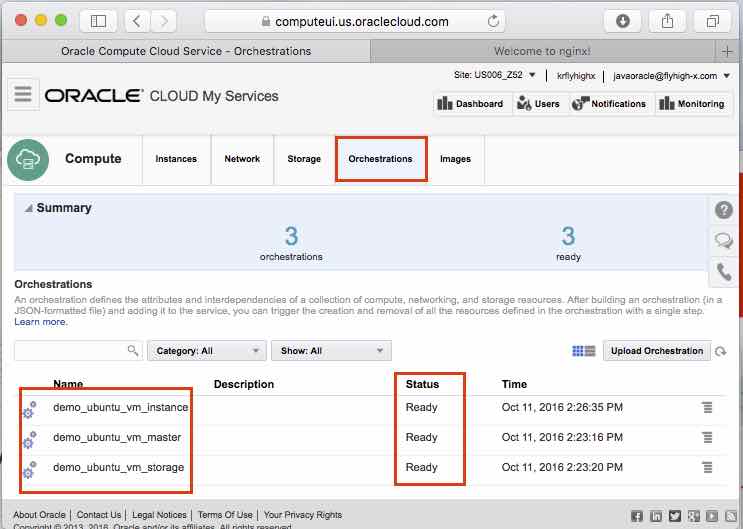 computeui.us.oraclecloud.com
Oracle Compute Cloud Service - Orchestrations
Welcome to nginx!
Site: US006_Z52 krflyhighx javaoracle@flyhigh-x.com
ORACLE® CLOUD My Services
Dashboard Users Notifications Monitoring
Compute Instances Network Storage Orchestrations Images
Summary
3 3
orchestrations ready
Orchestrations
An orchestration defines the attributes and interdependencies of a collection of compute, networking, and storage resources. After building an orchestration (in a
JSON-formatted file) and adding it to the service, you can trigger the creation and removal of all the resources defined in the orchestration with a single step.
Learn more.
Category: All Show: All Upload Orchestration
Name Description Status Time
demo_ubuntu_vm_instance Ready Oct 11, 2016 2:26:35 PM
demo_ubuntu_vm_master Ready Oct 11, 2016 2:23:16 PM
demo_ubuntu_vm_storage Ready Oct 11, 2016 2:23:20 PM
About Oracle | Contact Us | Legal Notices | Terms Of Use | Your Privacy Rights
Copyright © 2013, 2016, Oracle and/or its affiliates. All rights reserved.